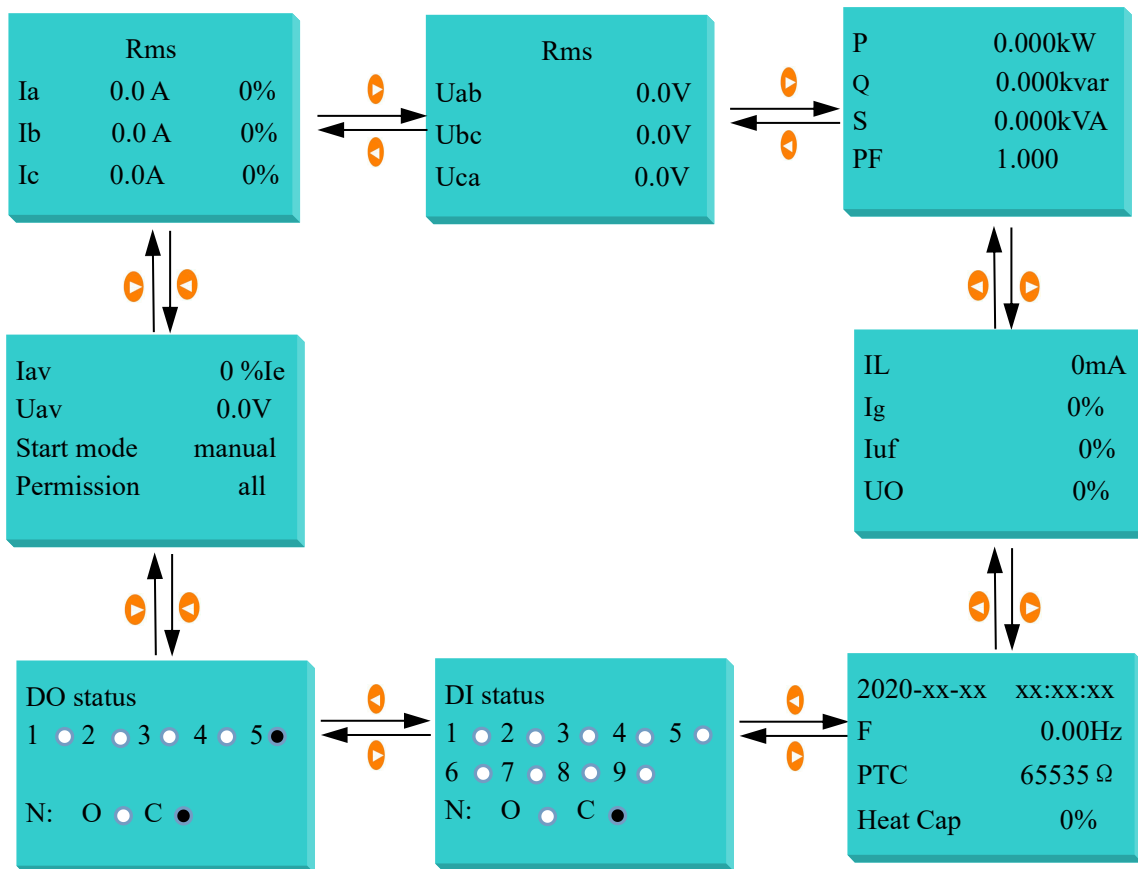 Rms
Ia 0.0 A 0%
Ib 0.0 A 0%
Ic 0.0A 0%
Rms
Uab 0.0V
Ubc 0.0V
Uca 0.0V
P 0.000kW
Q 0.000kvar
S 0.000kVA
PF 1.000
Iav 0 %Ie
Uav 0.0V
Start mode manual
Permission all
IL 0mA
Ig 0%
Iuf 0%
UO 0%
DO status
1 2 3 4 5
N: O C
DI status
1 2 3 4 5
6 7 8 9
N: O C
2020-xx-xx xx:xx:xx
F 0.00Hz
PTC 65535 Ω
Heat Cap 0%